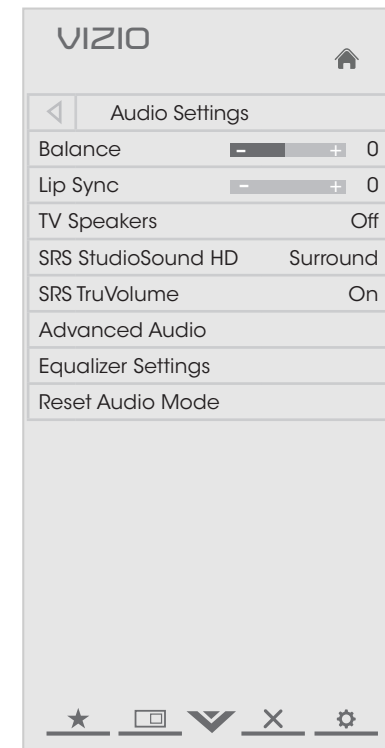 VIZIO
Audio Settings
Balance - + 0
Lip Sync - + 0
TV Speakers Off
SRS StudioSound HD Surround
SRS TruVolume On
Advanced Audio
Equalizer Settings
Reset Audio Mode